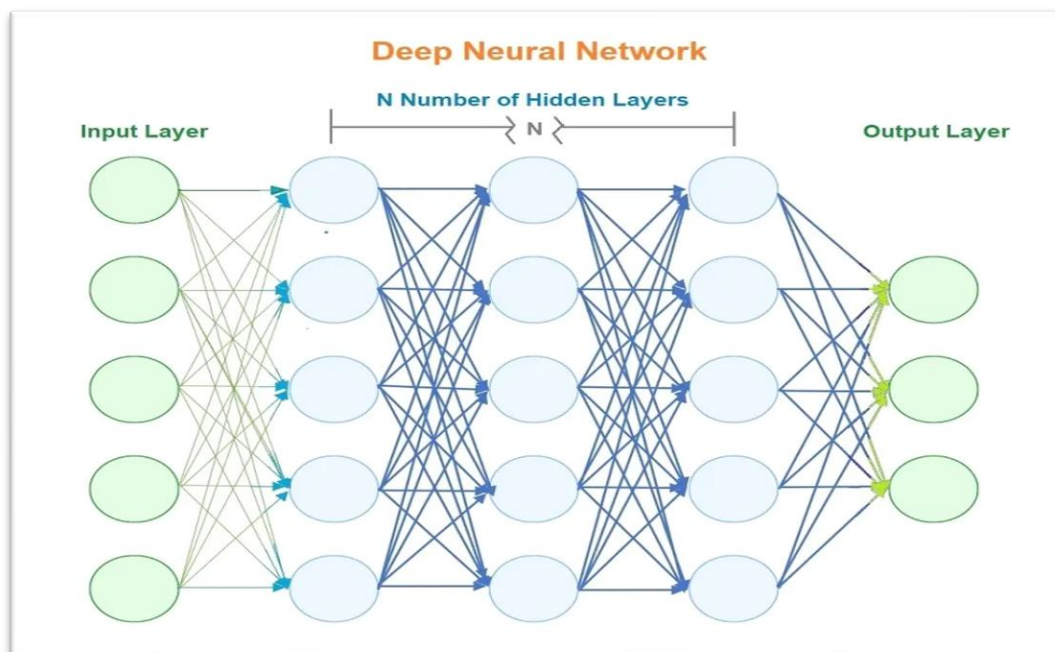 Deep Neural Network
N Number of Hidden Layers
N
Input Layer
Output Layer